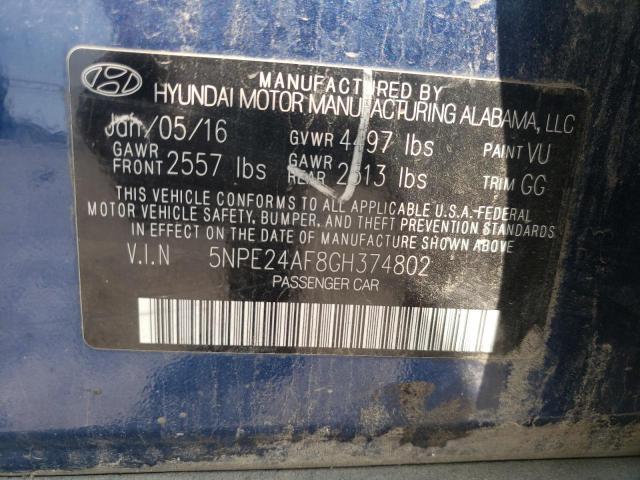 MANUFACTURED BY
HYUNDAI MOTOR MANUFACTURING ALABAMA, LLC
Jan/05/16 GVWR 4497 lbs PAINT VU
GAWR FRONT 2557 lbs GAWR REAR 2513 lbs TRIM GG
THIS VEHICLE CONFORMS TO ALL APPLICABLE U.S.A-FEDERAL
MOTOR VEHICLE SAFETY, BUMPER, AND THEFT PREVENTION STANDARDS
IN EFFECT ON THE DATE OF MANUFACTURE SHOWN ABOVE.
V.I.N 5NPE24AF8GH374802
PASSENGER CAR